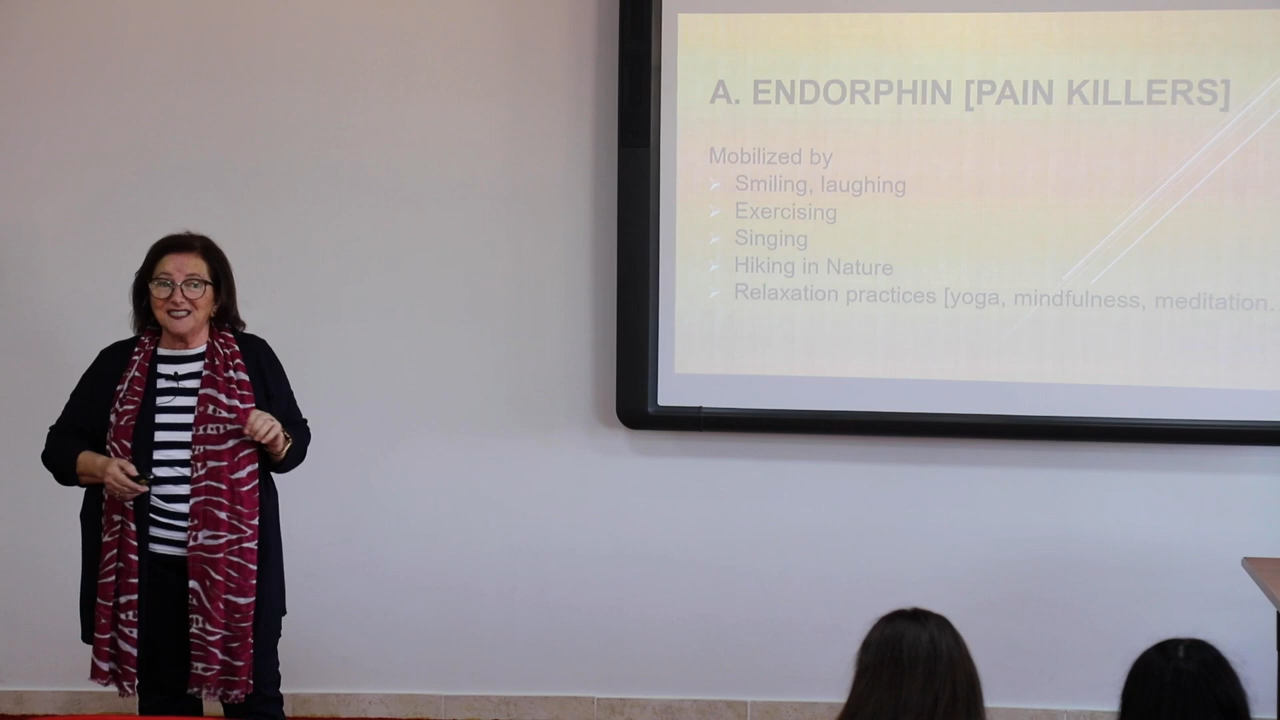 A. ENDORPHIN [PAIN KILLERS]
Mobilized by
Smiling, laughing
Exercising
Singing
Hiking in Nature
Relaxation practices [yoga, mindfulness, meditation.